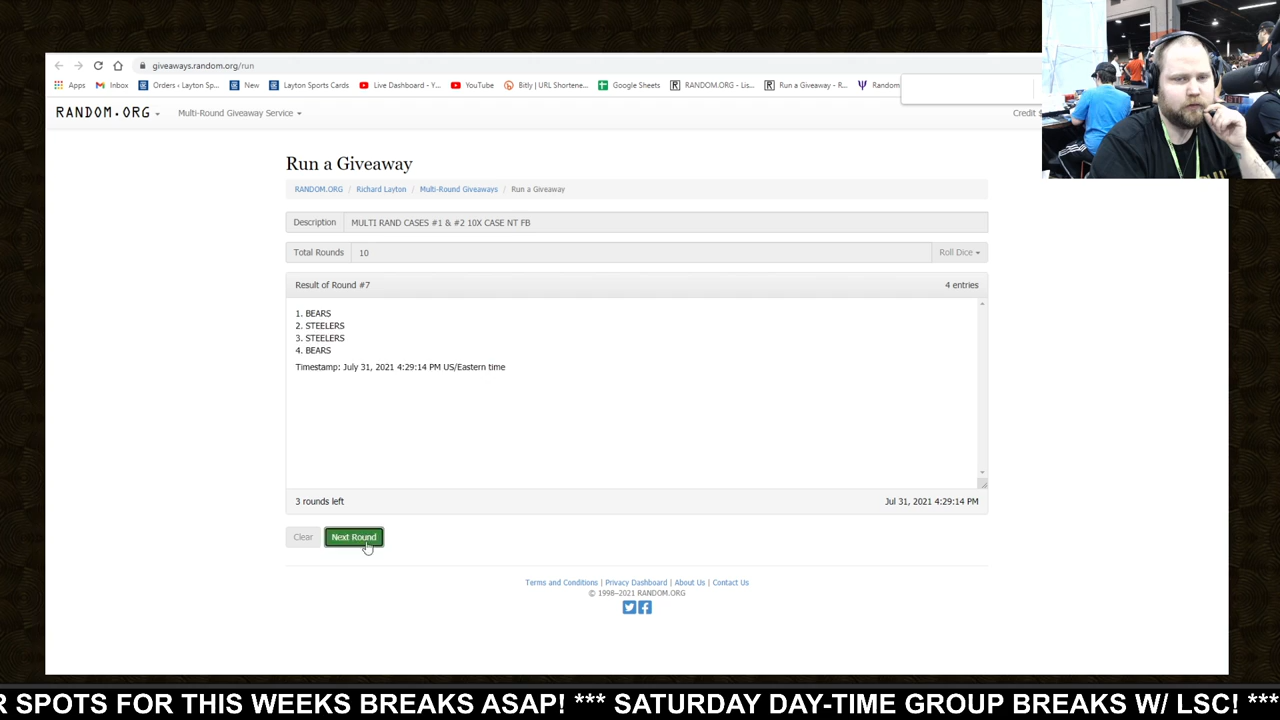 giveaways.random.org/run
Apps Inbox Orders ‹ Layton Sp... New Layton Sports Cards Live Dashboard - Y... YouTube Bitly | URL Shortene... Google Sheets RANDOM.ORG - Lis... Run a Giveaway - R... Random
RANDOM.ORG Multi-Round Giveaway Service Credit
Run a Giveaway
RANDOM.ORG / Richard Layton / Multi-Round Giveaways / Run a Giveaway
Description MULTI RAND CASES #1 & #2 10X CASE NT FB
Total Rounds 10 Roll Dice
Result of Round #7 4 entries
1. BEARS
2. STEELERS
3. STEELERS
4. BEARS
Timestamp: July 31, 2021 4:29:14 PM US/Eastern time
3 rounds left Jul 31, 2021 4:29:14 PM
Clear Next Round
Terms and Conditions | Privacy Dashboard | About Us | Contact Us
© 1998–2021 RANDOM.ORG
R SPOTS FOR THIS WEEKS BREAKS ASAP! *** SATURDAY DAY-TIME GROUP BREAKS W/ LSC! ***